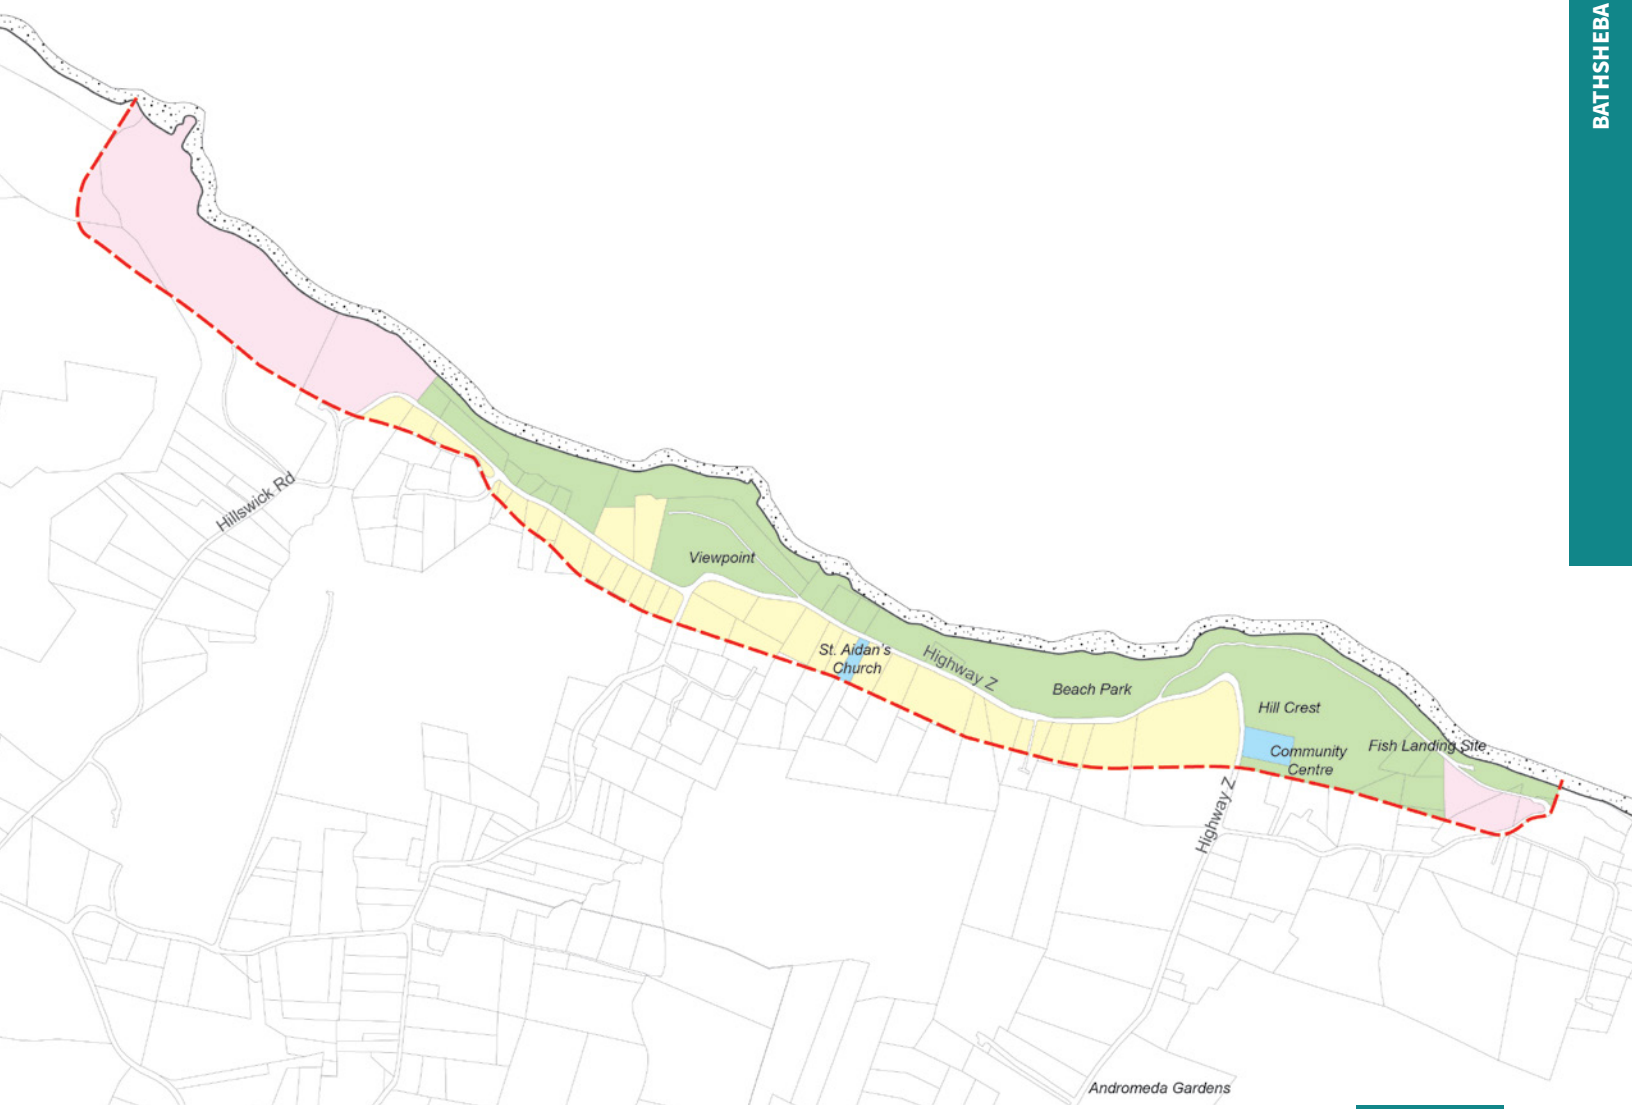 BATHSHEBA
Hillswick Rd
Viewpoint
St. Aidan's
Church
Highway Z
Beach Park
Hill Crest
Community
Centre
Fish Landing Site
Highway Z
Andromeda Gardens